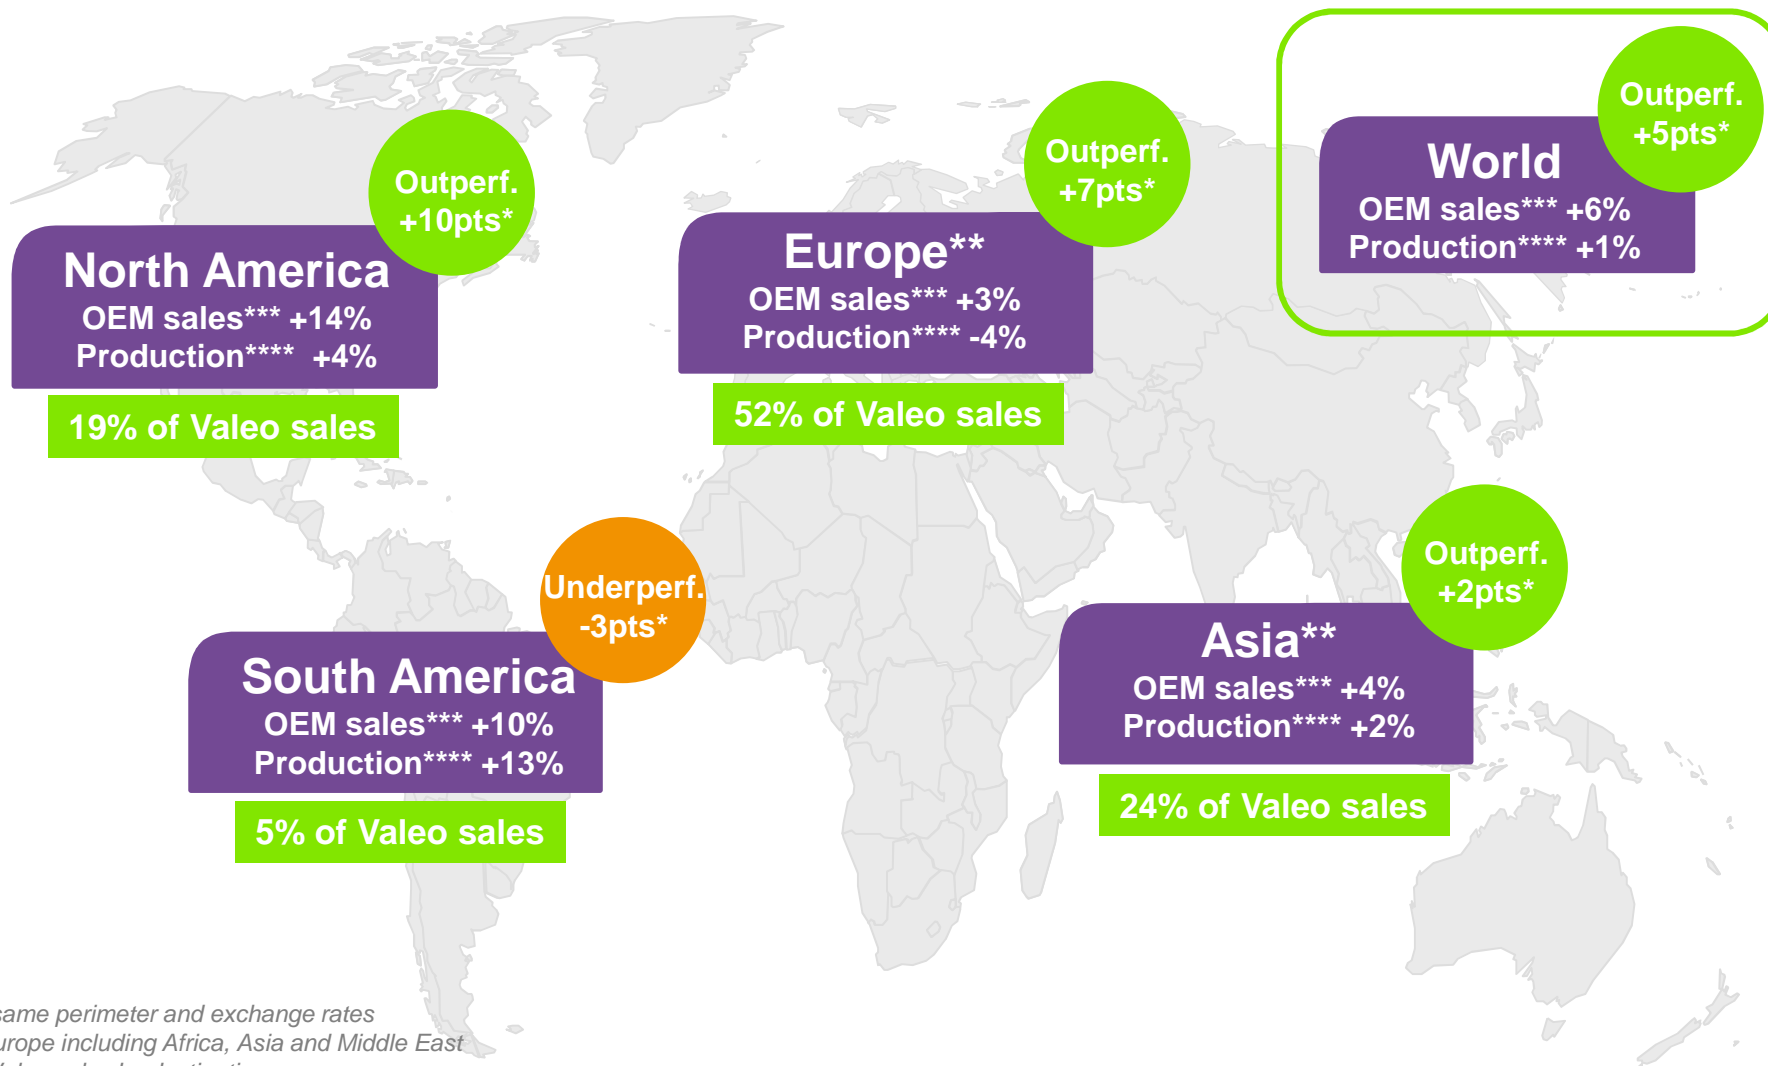 Outperf.
+10pts*
North America
OEM sales*** +14%
Production**** +4%
19% of Valeo sales
Outperf.
+7pts*
Europe**
OEM sales*** +3%
Production**** -4%
52% of Valeo sales
Outperf.
+5pts*
World
OEM sales*** +6%
Production**** +1%
Underperf.
-3pts*
South America
OEM sales*** +10%
Production**** +13%
5% of Valeo sales
Outperf.
+2pts*
Asia**
OEM sales*** +4%
Production**** +2%
24% of Valeo sales
same perimeter and exchange rates
urope including Africa, Asia and Middle East